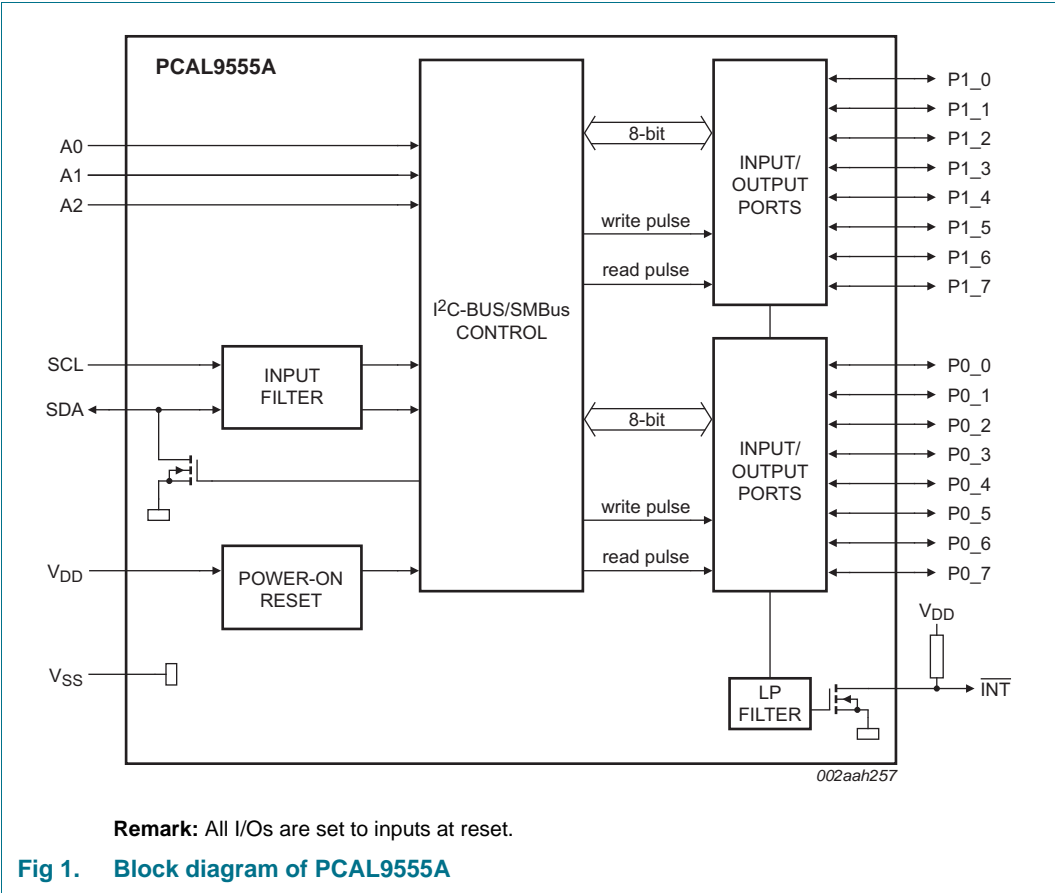 PCAL9555A
A0
A1
A2
SCL
SDA
VDD
VSS
INPUT
FILTER
POWER-ON
RESET
I2C-BUS/SMBus
CONTROL
8-bit
write pulse
read pulse
INPUT/
OUTPUT
PORTS
P1_0
P1_1
P1_2
P1_3
P1_4
P1_5
P1_6
P1_7
8-bit
write pulse
read pulse
INPUT/
OUTPUT
PORTS
P0_0
P0_1
P0_2
P0_3
P0_4
P0_5
P0_6
P0_7
VDD
INT
LP
FILTER
002aah257
Remark: All I/Os are set to inputs at reset.
Fig 1. Block diagram of PCAL9555A